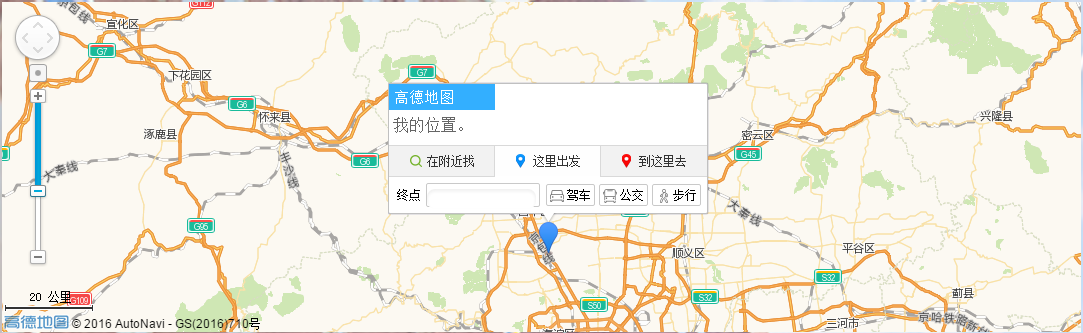 京包线
宣化区
G112
G7
下花园区
G7
G6
怀来县
涿鹿县
G6
丰沙线
大秦线
G95
高德地图
我的位置。
在附近找
这里出发
到这里去
终点
驾车
公交
步行
密云区
G45
兴隆县
大秦线
顺义区
平谷区
S32
S32
蓟县
S50
三河市
京哈铁路
20 公里
G109
高德地图 © 2016 AutoNavi - GS(2016)710号